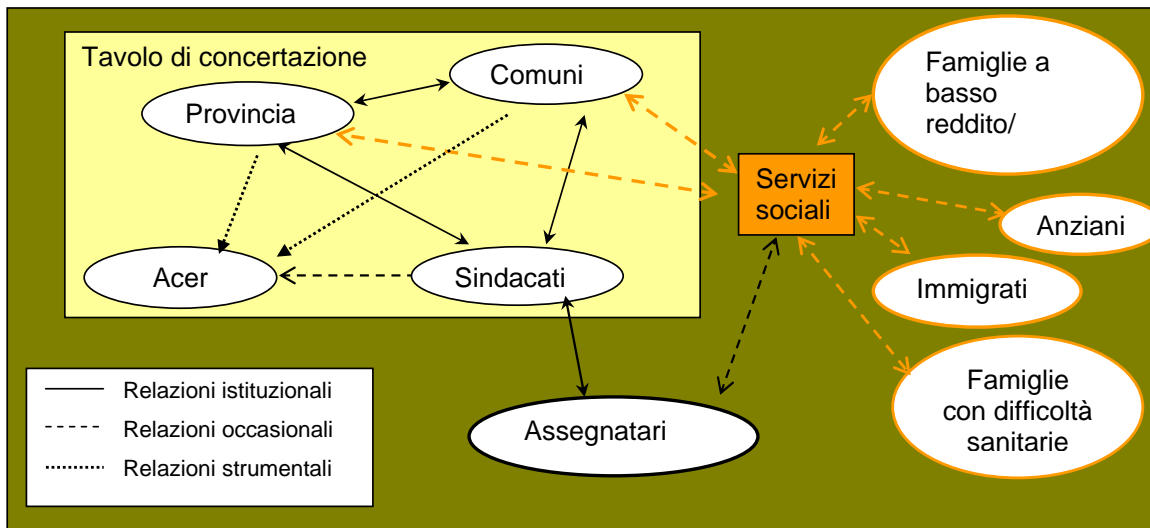 Tavolo di concertazione
Comuni
Provincia
Acer
Sindacati
Servizi
sociali
Famiglie a
basso
reddito/
Anziani
Immigrati
Famiglie
con difficoltà
sanitarie
Assegnatari
Relazioni istituzionali
Relazioni occasionali
Relazioni strumentali